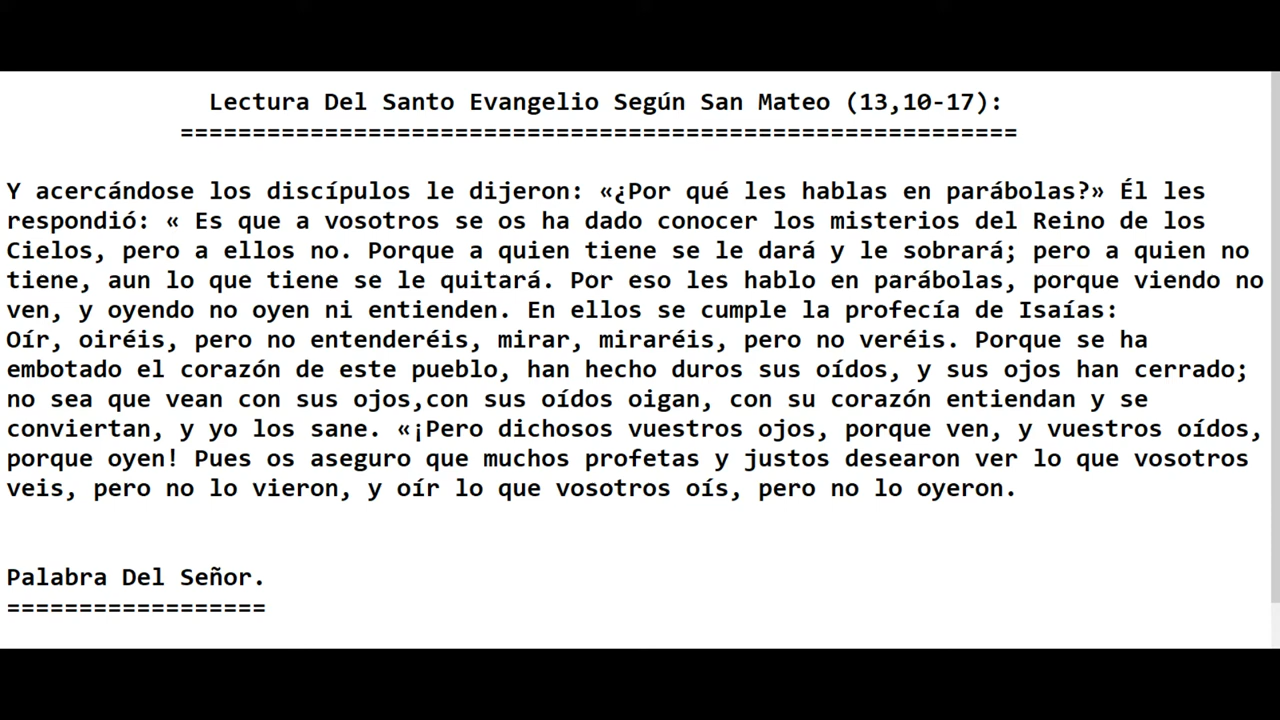 Lectura Del Santo Evangelio Según San Mateo (13,10-17):
==========================================================
Y acercándose los discípulos le dijeron: «¿Por qué les hablas en parábolas?» Él les
respondió: « Es que a vosotros se os ha dado conocer los misterios del Reino de los
Cielos, pero a ellos no. Porque a quien tiene se le dará y le sobrará; pero a quien no
tiene, aun lo que tiene se le quitará. Por eso les hablo en parábolas, porque viendo no
ven, y oyendo no oyen ni entienden. En ellos se cumple la profecía de Isaías:
Oír, oiréis, pero no entenderéis, mirar, miraréis, pero no veréis. Porque se ha
embotado el corazón de este pueblo, han hecho duros sus oídos, y sus ojos han cerrado;
no sea que vean con sus ojos,con sus oídos oigan, con su corazón entiendan y se
conviertan, y yo los sane. «¡Pero dichosos vuestros ojos, porque ven, y vuestros oídos,
porque oyen! Pues os aseguro que muchos profetas y justos desearon ver lo que vosotros
veis, pero no lo vieron, y oír lo que vosotros oís, pero no lo oyeron.
Palabra Del Señor.
==================